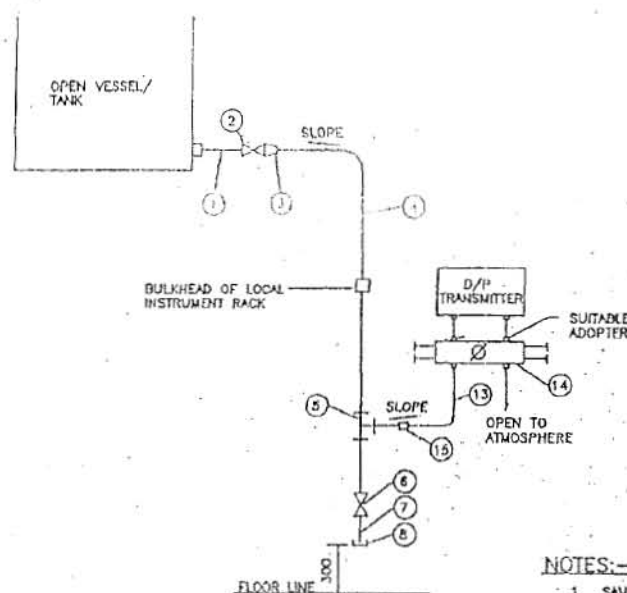 OPEN VESSEL/
TANK
2
SLOPE
1
3
4
BULKHEAD OF LOCAL
INSTRUMENT RACK
D/P
TRANSMITTER
SUITABLE
ADOPTER
5
SLOPE
13
14
OPEN TO
ATMOSPHERE
15
6
7
8
300
FLOOR LINE
NOTES:-
1